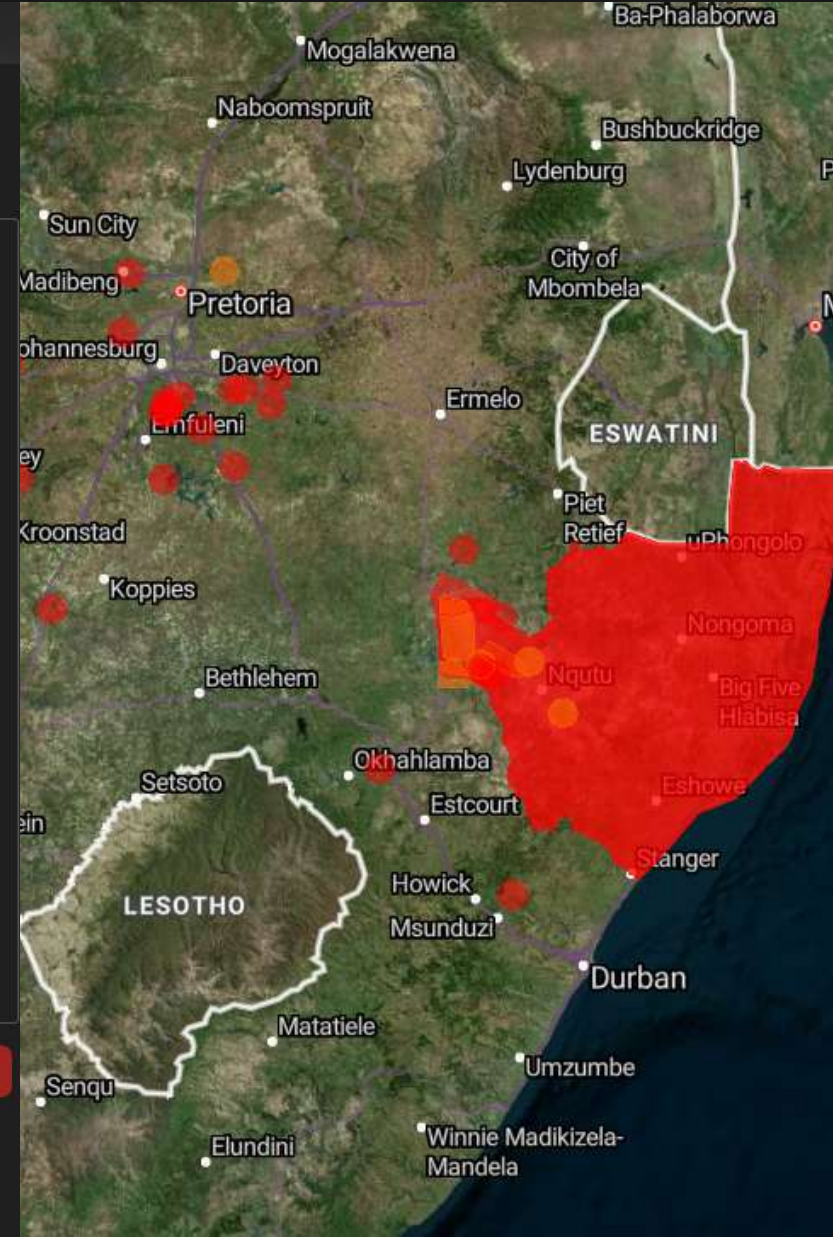 Ba-Phalaborwa
Mogalakwena
Naboomspruit
Bushbuckridge
Lydenburg
P
Sun City
City of
Mbombela
Madibeng
Pretoria
M
ohannesburg
Daveyton
Ermelo
Emfuleni
ESWATINI
ey
Piet
Retief
Kroonstad
uPhongolo
Koppies
Nongoma
Bethlehem
Nqutu
Big Five
Hlabisa
Okhahlamba
Setsoto
Eshowe
Estcourt
ein
Stanger
Howick
LESOTHO
Msunduzi
Durban
Matatiele
Umzumbe
Senqu
Elundini
Winnie Madikizela-
Mandela